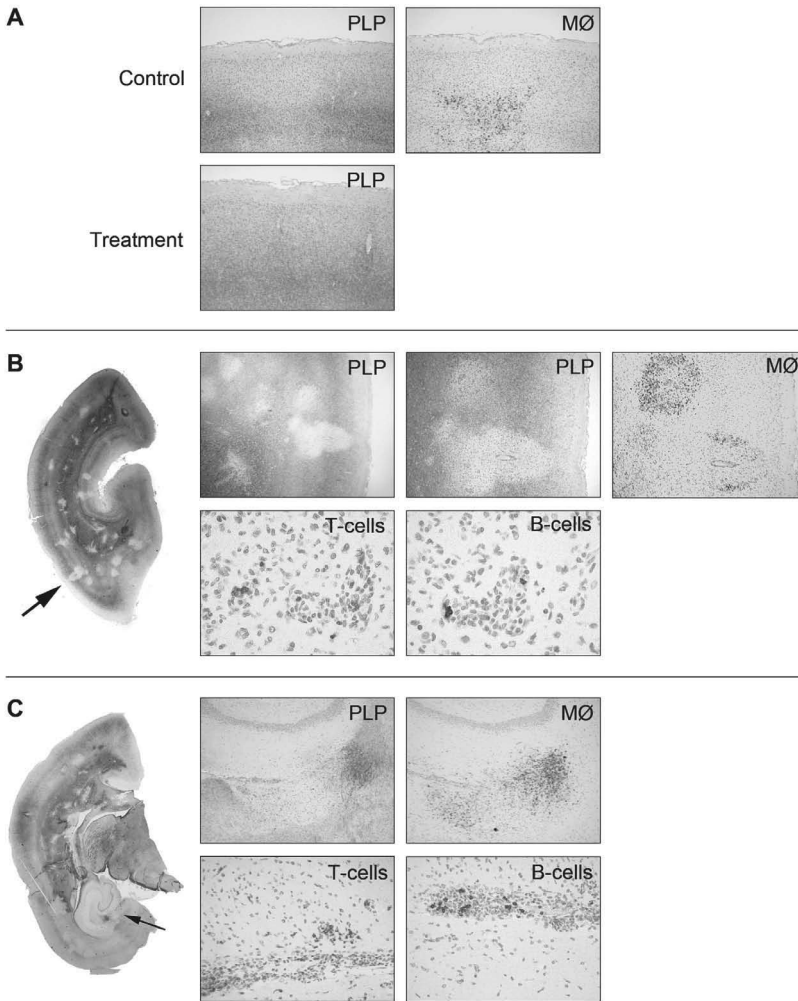 A
PLP
MØ
Control
PLP
Treatment
B
PLP
PLP
MØ
T-cells
B-cells
C
PLP
MØ
T-cells
B-cells